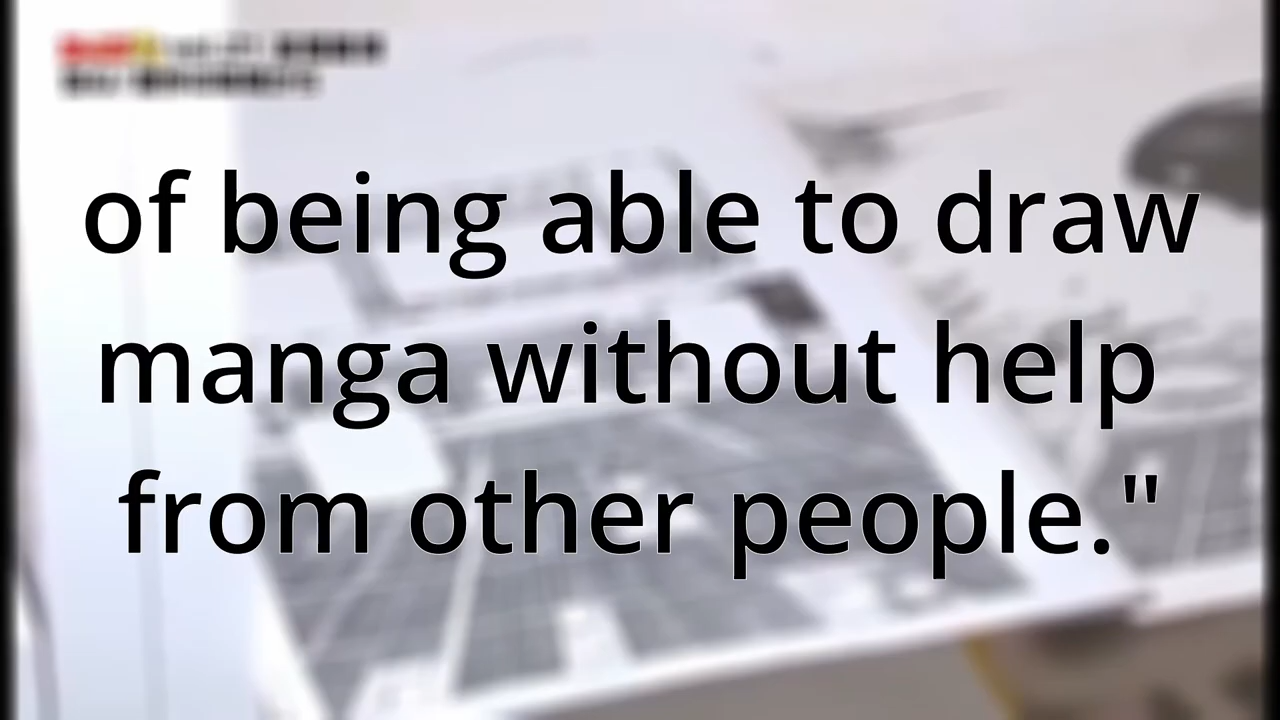 of being able to draw
manga without help
from other people."